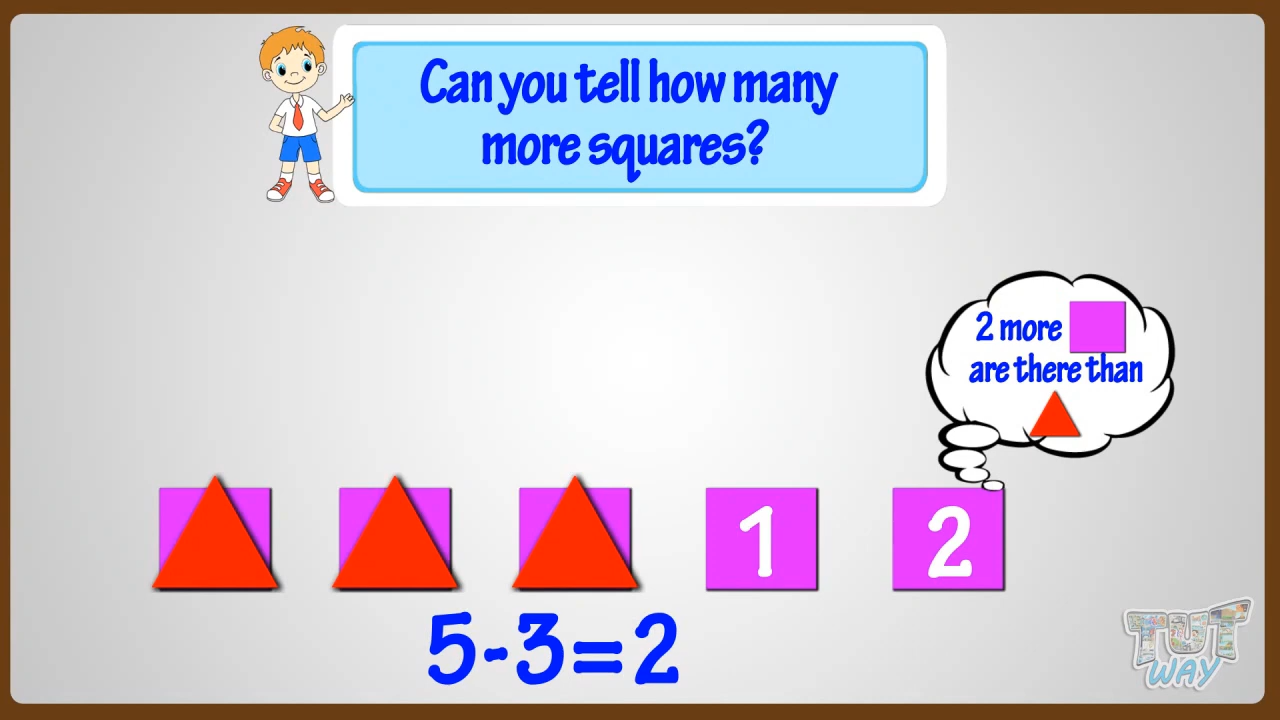 Can you tell how many
more squares?
2 more
are there than
1 2
5-3=2
TUT
WAY